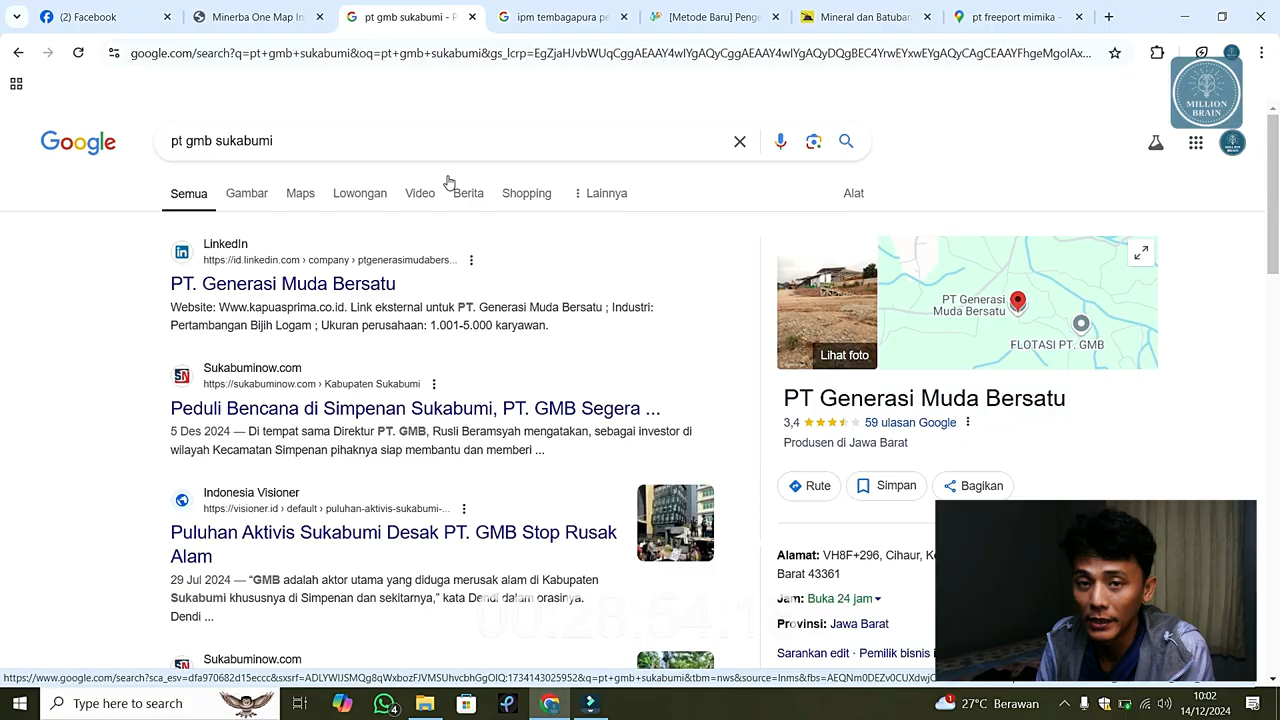 (2) Facebook
Minerba One Map In
pt gmb sukabumi - P
ipm tembagapura pe
[Metode Baru] Penge
Mineral dan Batubar
pt freeport mimika -
google.com/search?q=pt+gmb+sukabumi&oq=pt+gmb+sukabumi&gs_lcrp=EgZjaHJvbWUqCggAEAAY4wIYgAQyCggAEAAY4wIYgAQyDQgBEC4YrwEYxwEYgAQyCAgCEAAYFhgeMgoIAx...
MILLION
BRAIN
Google
pt gmb sukabumi
Semua
Gambar
Maps
Lowongan
Video
Berita
Shopping
Lainnya
Alat
LinkedIn
https://id.linkedin.com › company › ptgenerasimudabers...
PT. Generasi Muda Bersatu
Website: Www.kapuasprima.co.id. Link eksternal untuk PT. Generasi Muda Bersatu ; Industri:
Pertambangan Bijih Logam ; Ukuran perusahaan: 1.001-5.000 karyawan.
Sukabuminow.com
https://sukabuminow.com › Kabupaten Sukabumi
Peduli Bencana di Simpenan Sukabumi, PT. GMB Segera ...
5 Des 2024 — Di tempat sama Direktur PT. GMB, Rusli Beramsyah mengatakan, sebagai investor di
wilayah Kecamatan Simpenan pihaknya siap membantu dan memberi ...
Indonesia Visioner
https://visioner.id › default › puluhan-aktivis-sukabumi-...
Puluhan Aktivis Sukabumi Desak PT. GMB Stop Rusak
Alam
29 Jul 2024 — "GMB adalah aktor utama yang diduga merusak alam di Kabupaten
Sukabumi khususnya di Simpenan dan sekitarnya," kata Dendi dalam orasinya.
Dendi ...
00:28:54:1
Sukabuminow.com
PT Generasi
Muda Bersatu
FLOTASI PT. GMB
Lihat foto
PT Generasi Muda Bersatu
3,4
59 ulasan Google
Produsen di Jawa Barat
Rute
Simpan
Bagikan
Alamat: VH8F+296, Cihaur, Ke
Barat 43361
Jam: Buka 24 jam
Provinsi: Jawa Barat
Sarankan edit · Pemilik bisnis i
Type here to search
4
1
27°C Berawan
10:02
14/12/2024